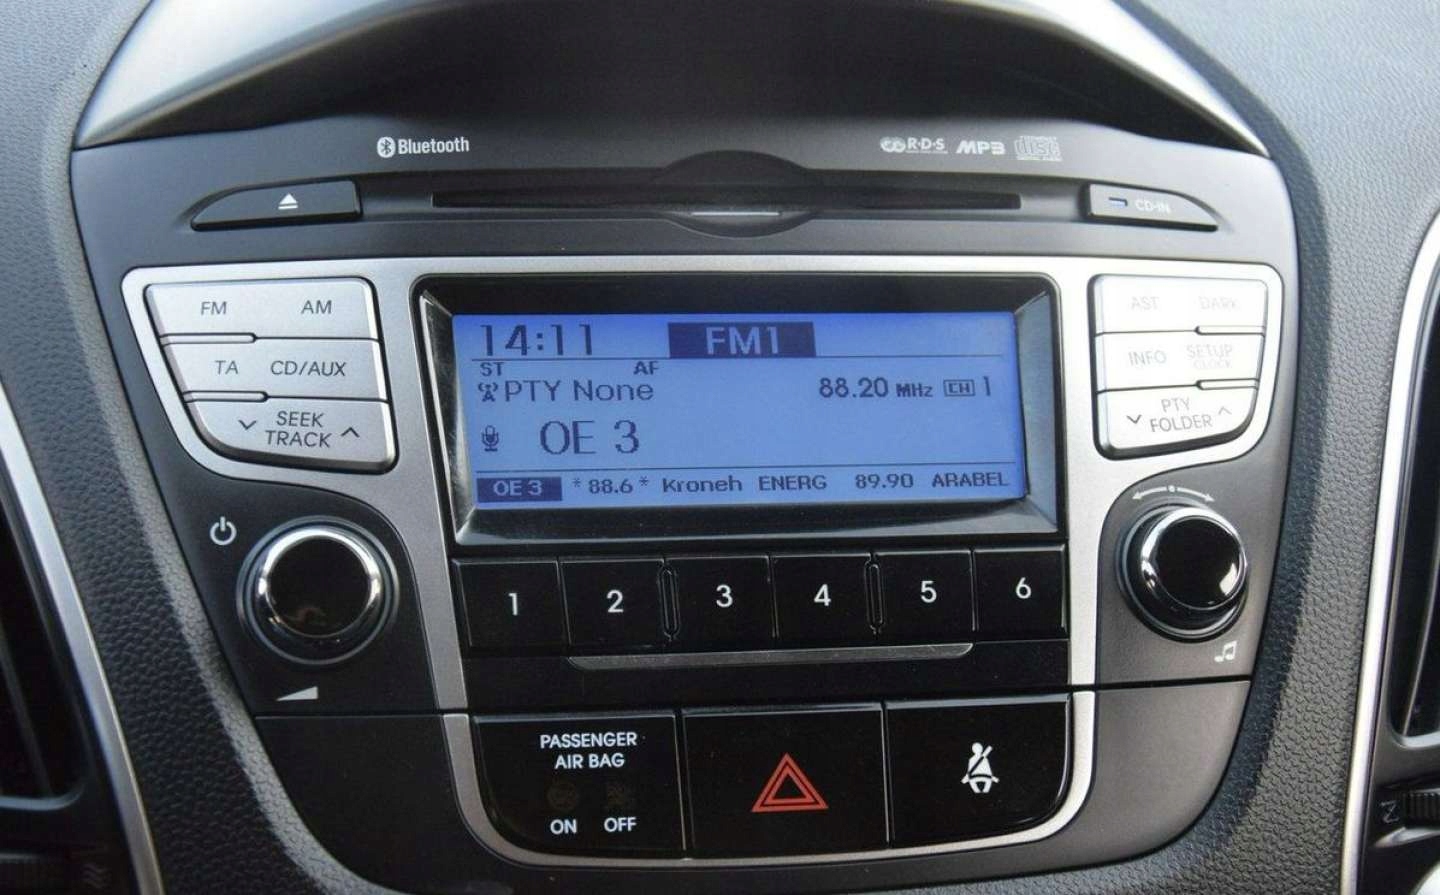 Bluetooth
R·D·S MP3 disc
CD-IN
FM AM
TA CD/AUX
SEEK
TRACK
14:11 FM1
ST AF
PTY None 88.20 MHz CH 1
OE 3
OE 3 *88.6* Kroneh ENERG 89.90 ARABEL
AST DARK
INFO SETUP
CLOCK
PTY
FOLDER
1 2 3 4 5 6
PASSENGER
AIR BAG
ON OFF